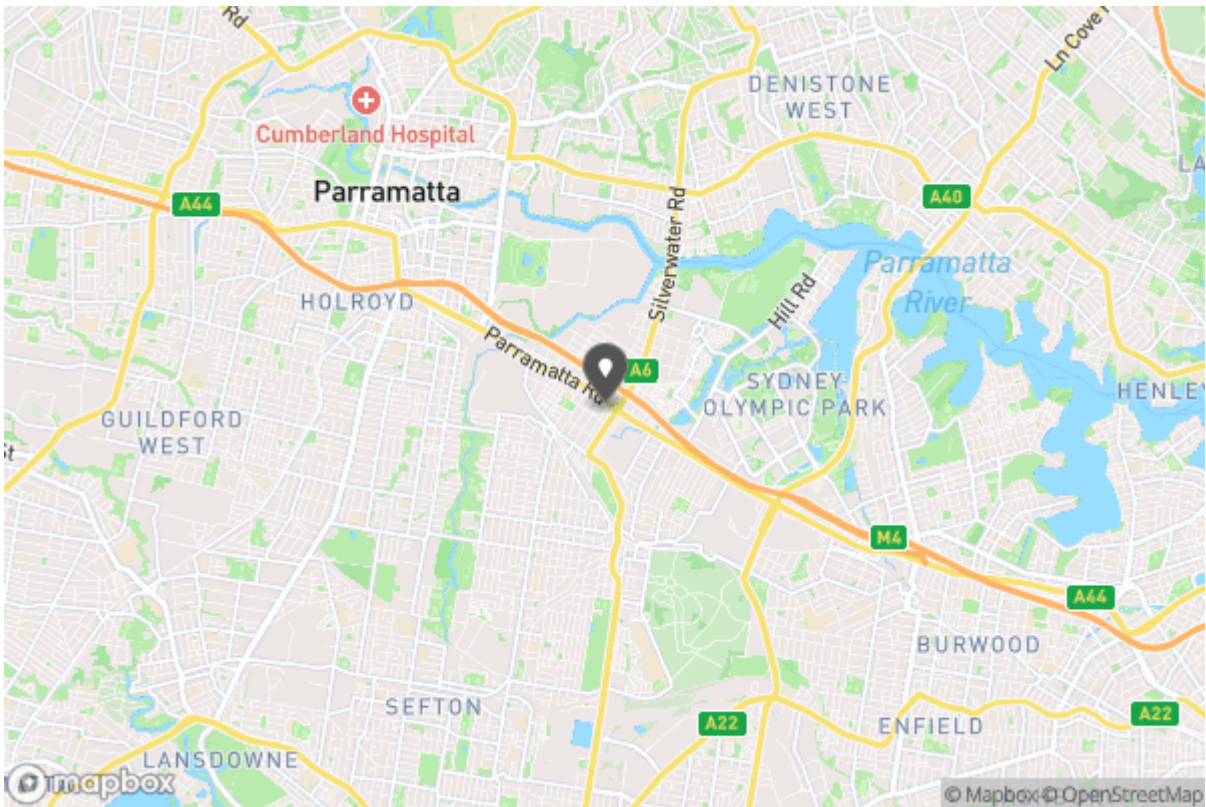 Rd
Ln Cove
DENISTONE
WEST
Cumberland Hospital
Parramatta
A44
A40
Silverwater Rd
Parramatta
River
HOLROYD
Hill Rd
Parramatta Rd
A6
SYDNEY
OLYMPIC PARK
HENLEY
GUILDFORD
WEST
St
M4
A44
BURWOOD
SEFTON
A22
ENFIELD
A22
LANSDOWNE
mapbox
© Mapbox © OpenStreetMap